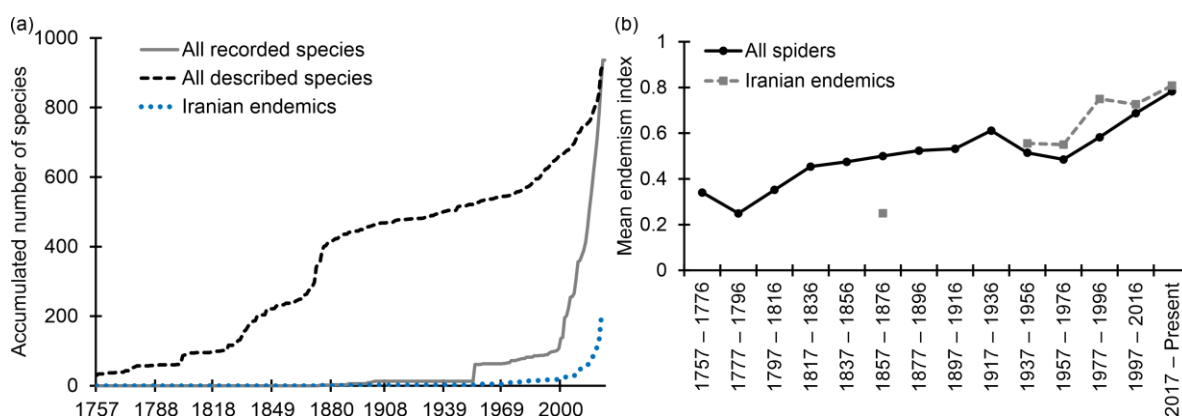 (a)
1000
800
600
400
200
0
Accumulated number of species
All recorded species
All described species
Iranian endemics
1757 1788 1818 1849 1880 1908 1939 1969 2000
(b)
1
0.8
0.6
0.4
0.2
0
Mean endemism index
All spiders
Iranian endemics
1757 – 1776
1777 – 1796
1797 – 1816
1817 – 1836
1837 – 1856
1857 – 1876
1877 – 1896
1897 – 1916
1917 – 1936
1937 – 1956
1957 – 1976
1977 – 1996
1997 – 2016
2017 – Present